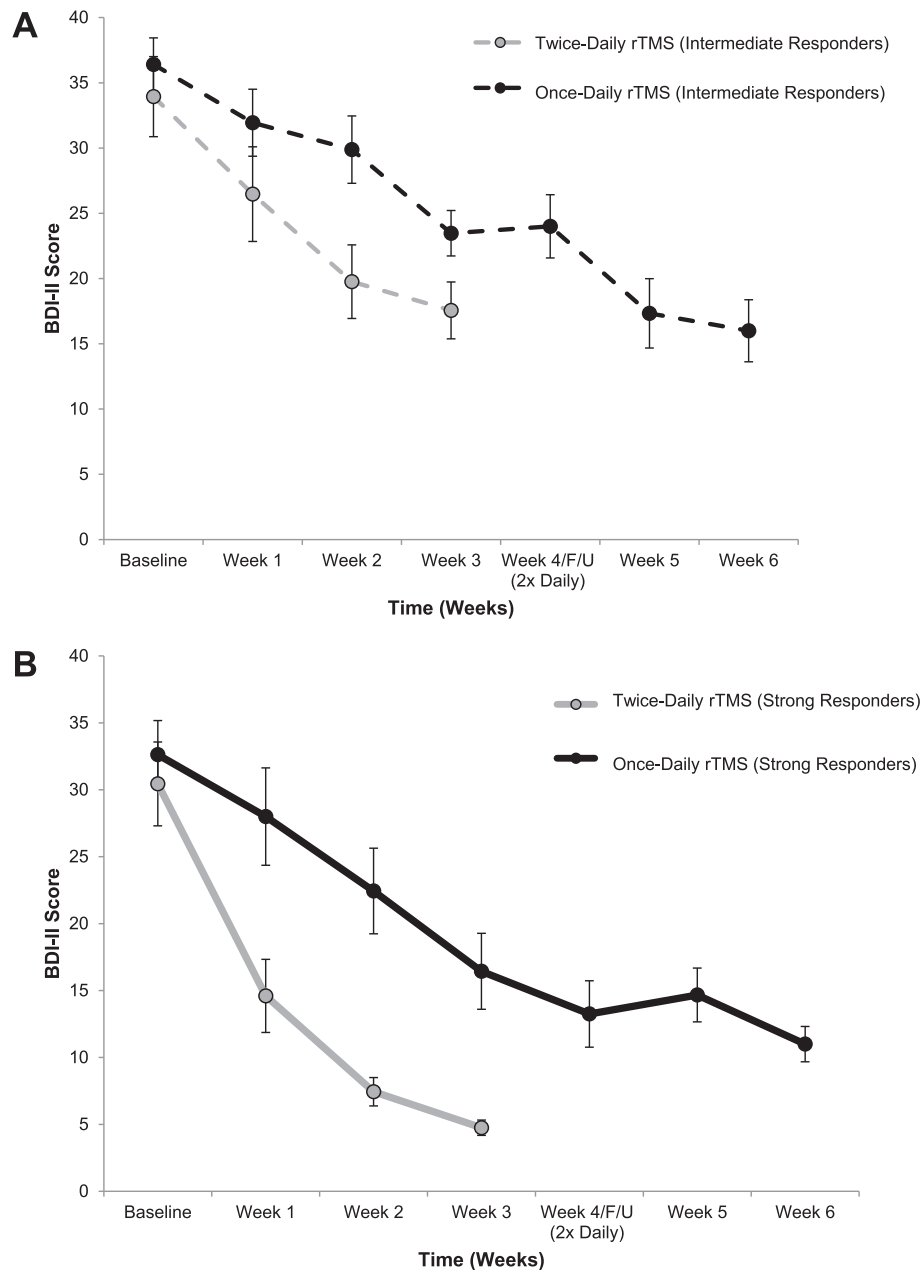 A
40
35
30
25
20
15
10
5
0
BDI-II Score
Twice-Daily rTMS (Intermediate Responders)
Once-Daily rTMS (Intermediate Responders)
Baseline Week 1 Week 2 Week 3 Week 4/F/U Week 5 Week 6
(2x Daily)
Time (Weeks)
B
40
35
30
25
20
15
10
5
0
BDI-II Score
Twice-Daily rTMS (Strong Responders)
Once-Daily rTMS (Strong Responders)
Baseline Week 1 Week 2 Week 3 Week 4/F/U Week 5 Week 6
(2x Daily)
Time (Weeks)